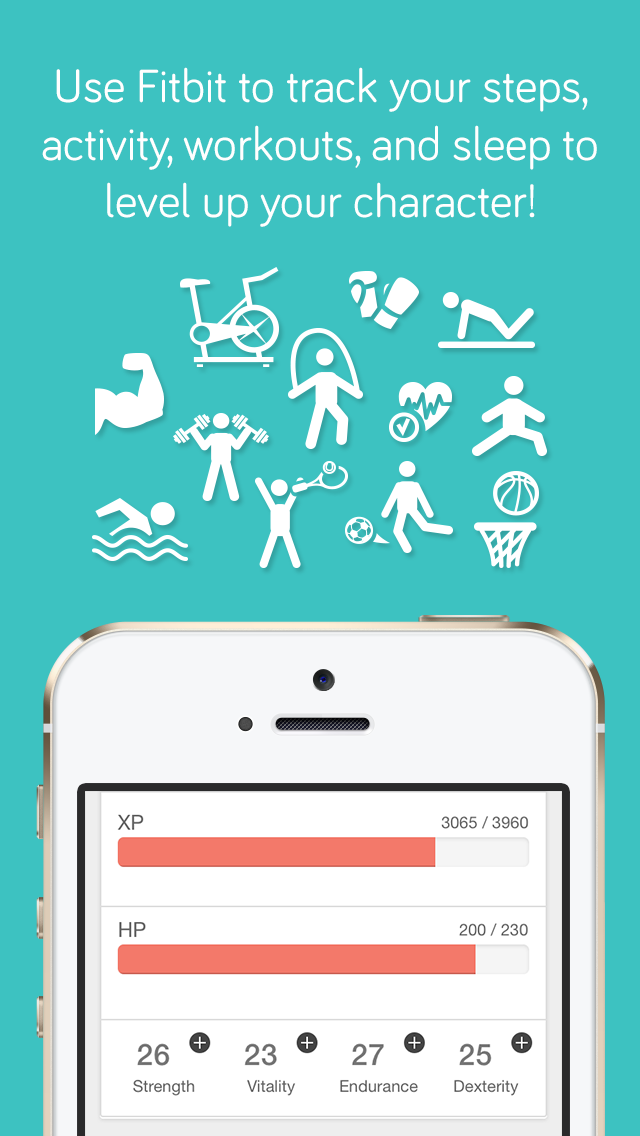 Use Fitbit to track your steps,
activity, workouts, and sleep to
level up your character!
XP 3065 / 3960
HP 200 / 230
26 23 27 25
Strength Vitality Endurance Dexterity